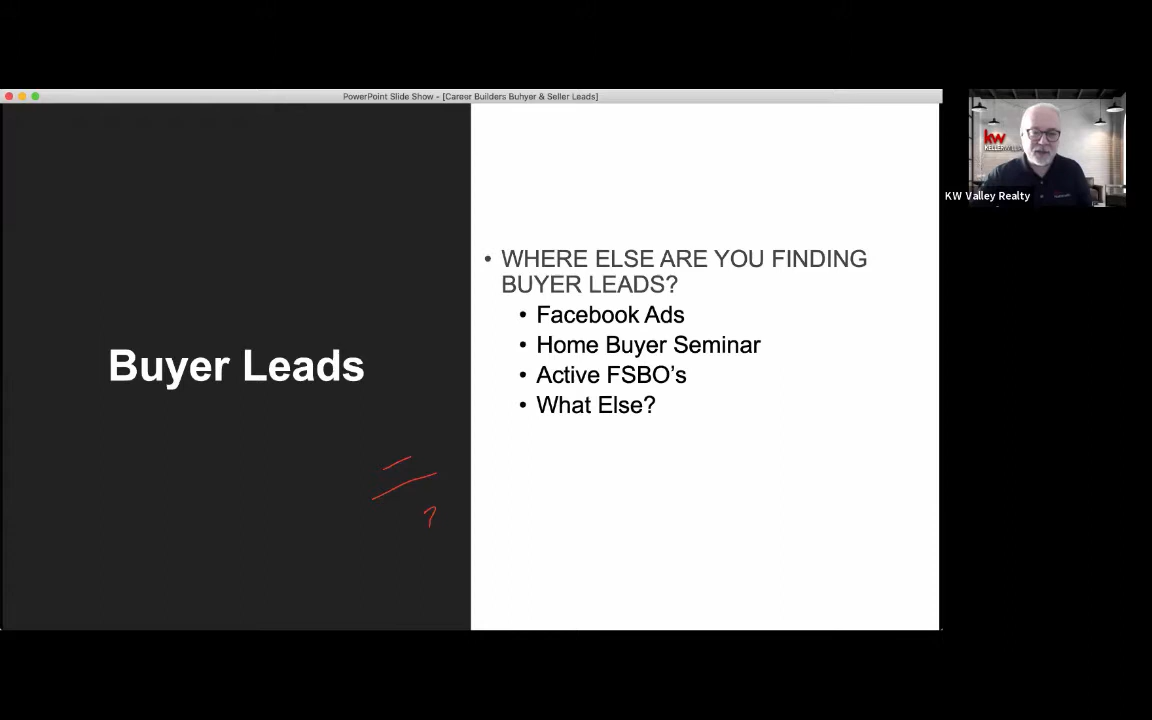 PowerPoint Slide Show - [Career Builders Buhyer & Seller Leads]
Buyer Leads
• WHERE ELSE ARE YOU FINDING
BUYER LEADS?
• Facebook Ads
• Home Buyer Seminar
• Active FSBO's
• What Else?
?
kw
KW Valley Realty